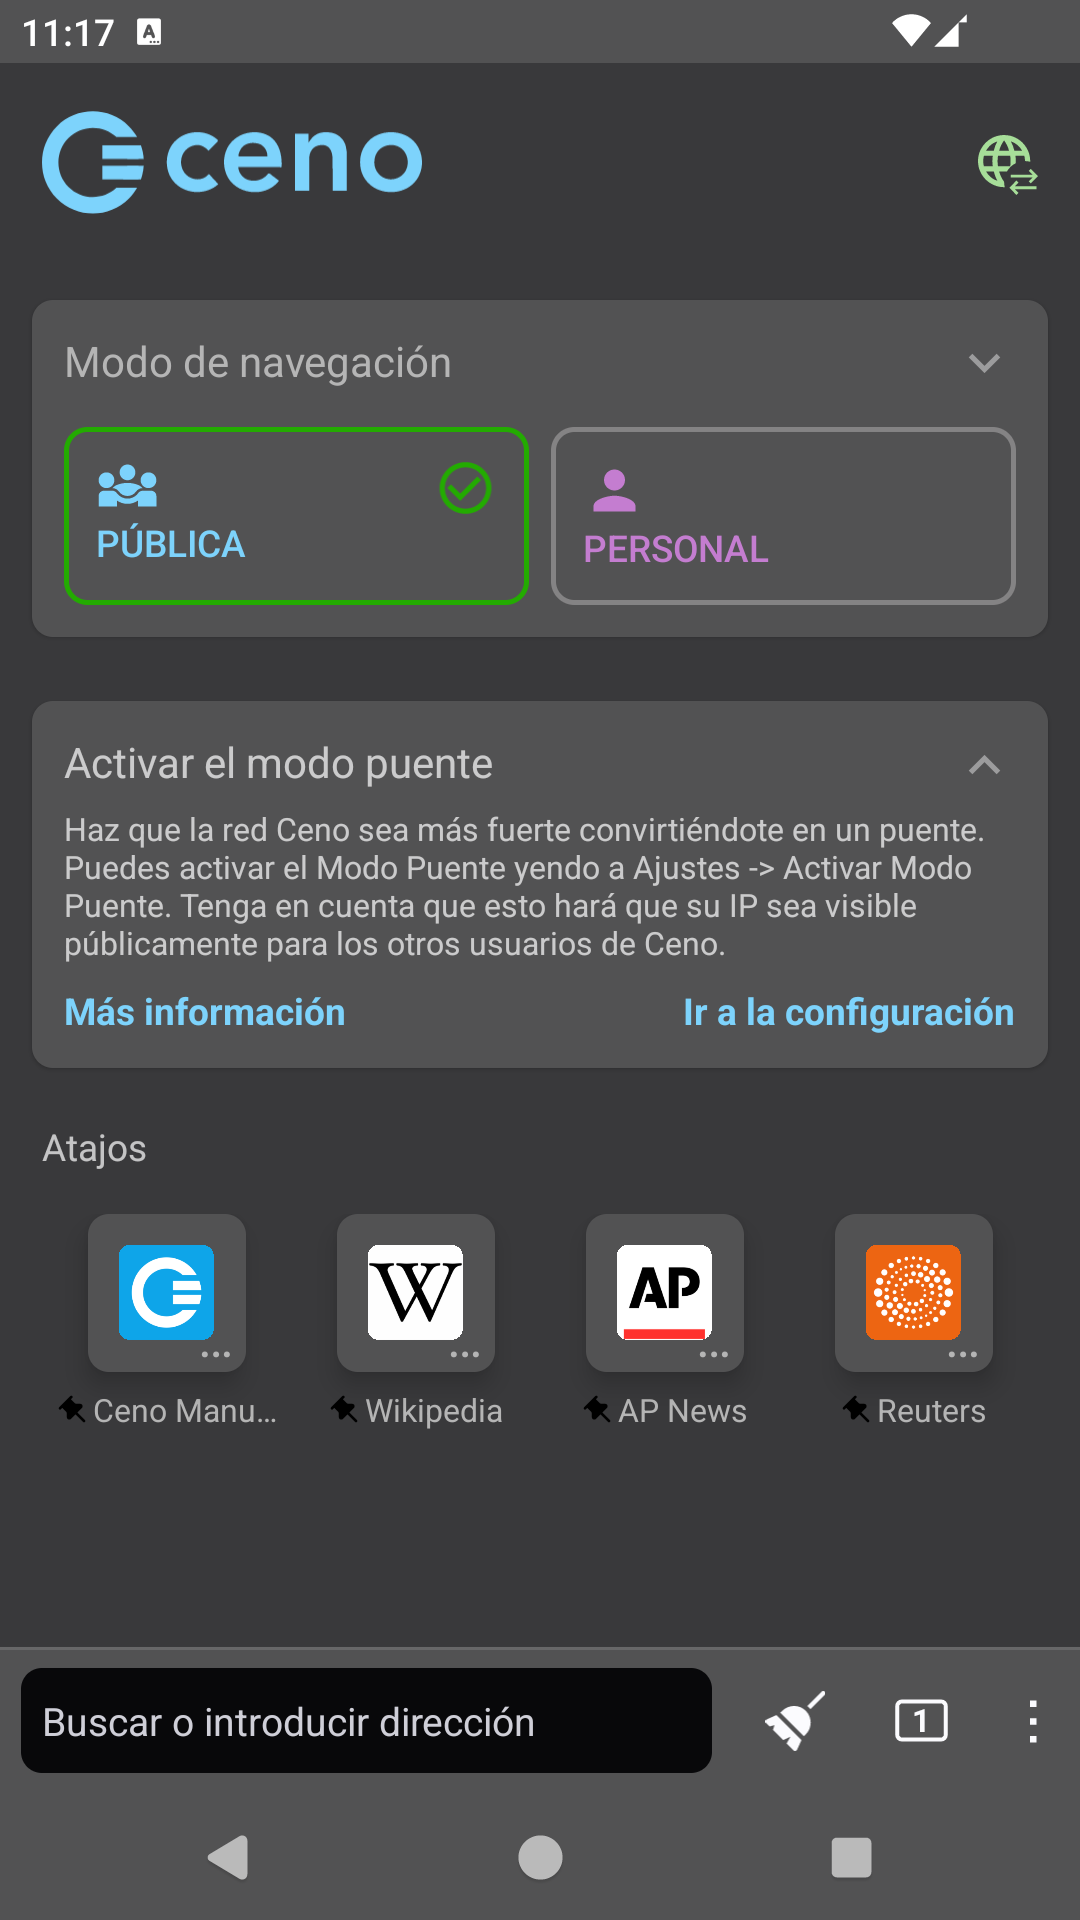 11:17
ceno
Modo de navegación
PÚBLICA
PERSONAL
Activar el modo puente
Haz que la red Ceno sea más fuerte convirtiéndote en un puente.
Puedes activar el Modo Puente yendo a Ajustes -> Activar Modo
Puente. Tenga en cuenta que esto hará que su IP sea visible
públicamente para los otros usuarios de Ceno.
Más información
Ir a la configuración
Atajos
W
AP
Ceno Manu...
Wikipedia
AP News
Reuters
Buscar o introducir dirección
1